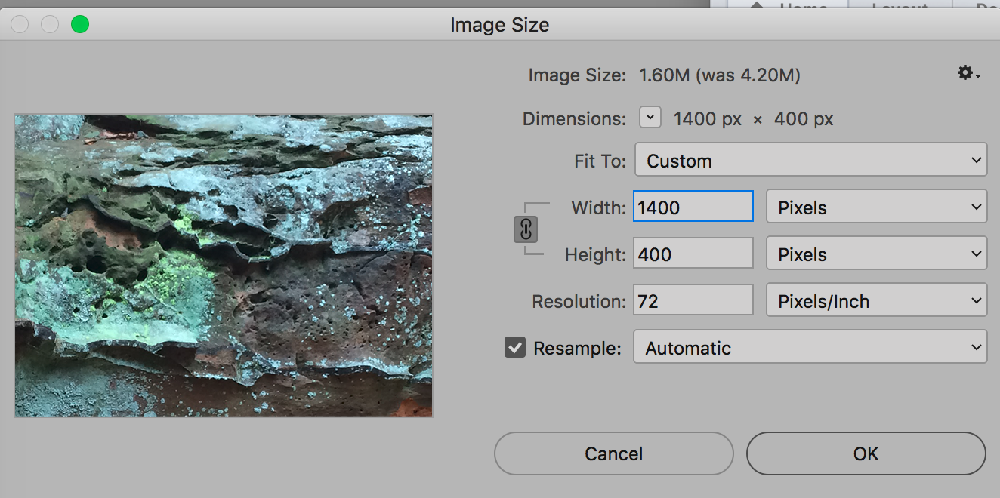 Image Size
Image Size: 1.60M (was 4.20M)
Dimensions: 1400 px × 400 px
Fit To: Custom
Width: 1400 Pixels
Height: 400 Pixels
Resolution: 72 Pixels/Inch
Resample: Automatic
Cancel OK